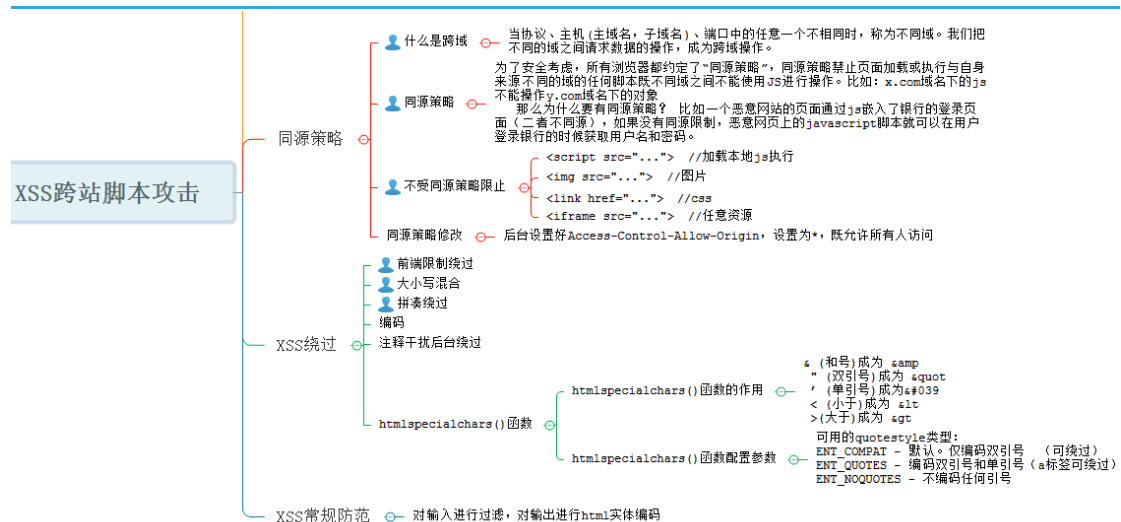 XSS跨站脚本攻击
同源策略
什么是跨域
当协议、主机(主域名，子域名)、端口中的任意一个不相同时，称为不同域。我们把
不同的域之间请求数据的操作，成为跨域操作。
同源策略
为了安全考虑，所有浏览器都约定了“同源策略”，同源策略禁止页面加载或执行与自身
来源不同的域的任何脚本既不同域之间不能使用JS进行操作。比如：x.com域名下的js
不能操作y.com域名下的对象
那么为什么要有同源策略？ 比如一个恶意网站的页面通过js嵌入了银行的登录页
面（二者不同源），如果没有同源限制，恶意网页上的javascript脚本就可以在用户
登录银行的时候获取用户名和密码。
不受同源策略限止
<script src="..."> //加载本地js执行
<img src="..."> //图片
<link href="..."> //css
<iframe src="..."> //任意资源
同源策略修改
后台设置好Access-Control-Allow-Origin，设置为*，既允许所有人访问
XSS绕过
前端限制绕过
大小写混合
拼凑绕过
编码
注释干扰后台绕过
htmlspecialchars()函数
htmlspecialchars()函数的作用
& (和号)成为 &amp
" (双引号)成为 &quot
' (单引号)成为&#039
< (小于)成为 &lt
>(大于)成为 &gt
htmlspecialchars()函数配置参数
可用的quotestyle类型：
ENT_COMPAT - 默认。仅编码双引号 （可绕过）
ENT_QUOTES - 编码双引号和单引号（a标签可绕过）
ENT_NOQUOTES - 不编码任何引号
XSS常规防范
对输入进行过滤，对输出进行html实体编码